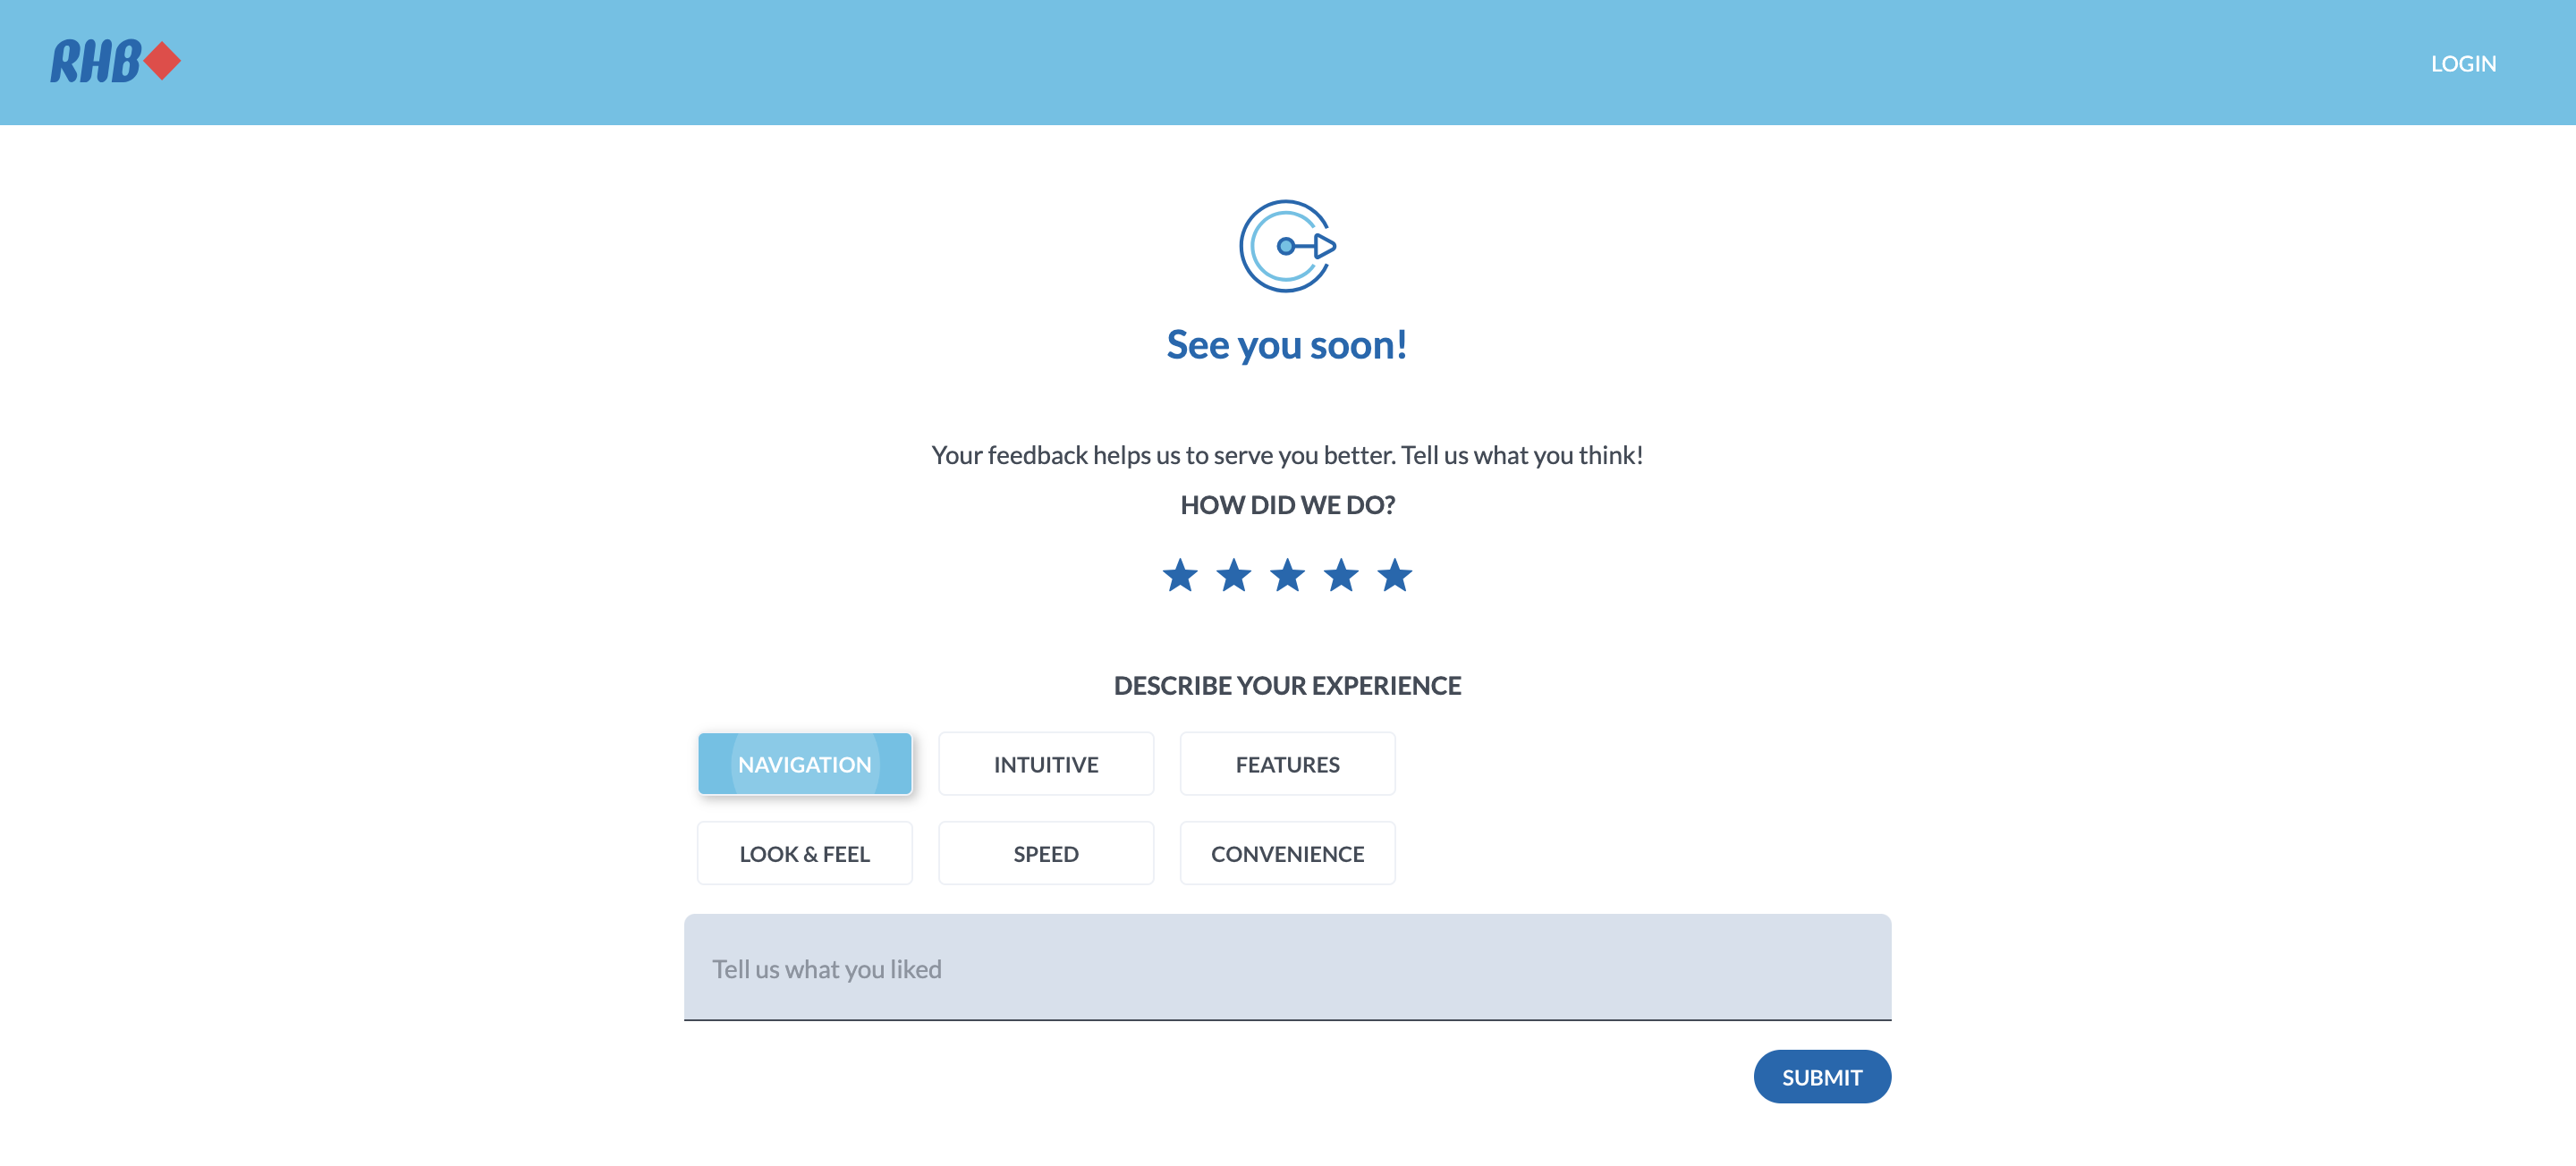 RHB
LOGIN
See you soon!
Your feedback helps us to serve you better. Tell us what you think!
HOW DID WE DO?
DESCRIBE YOUR EXPERIENCE
NAVIGATION
INTUITIVE
FEATURES
LOOK & FEEL
SPEED
CONVENIENCE
Tell us what you liked
SUBMIT